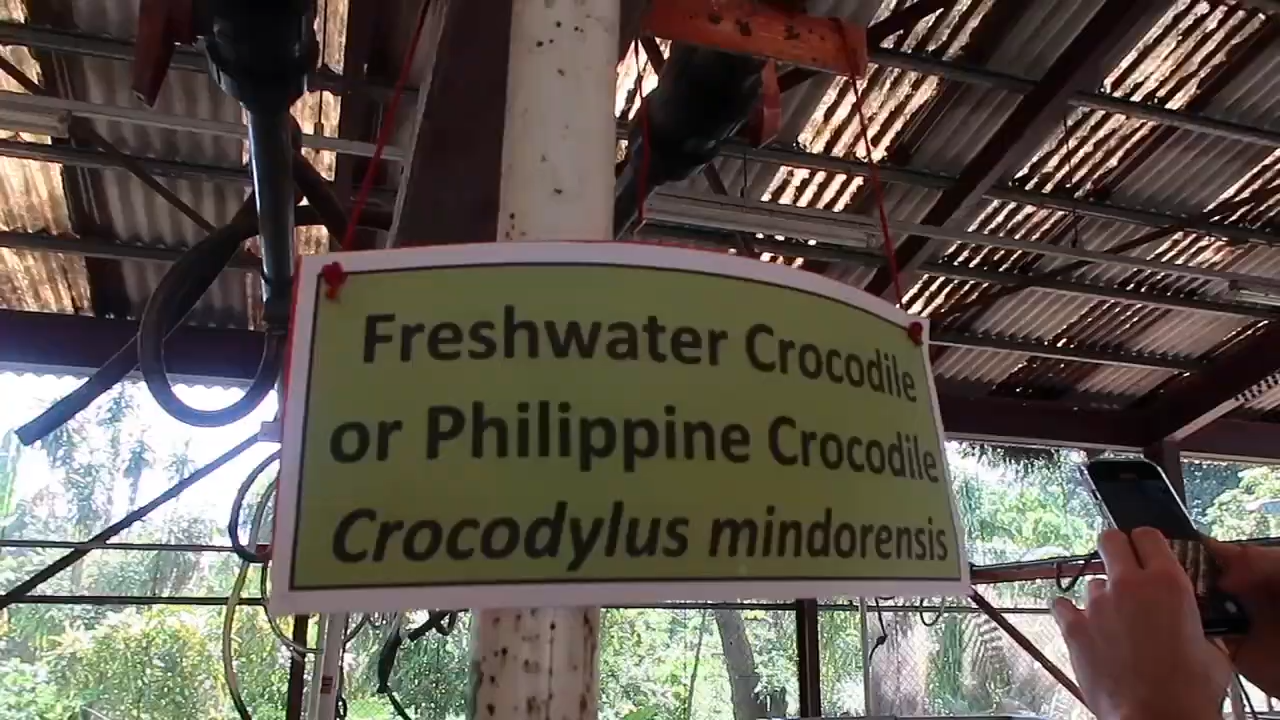 Freshwater Crocodile
or Philippine Crocodile
Crocodylus mindorensis